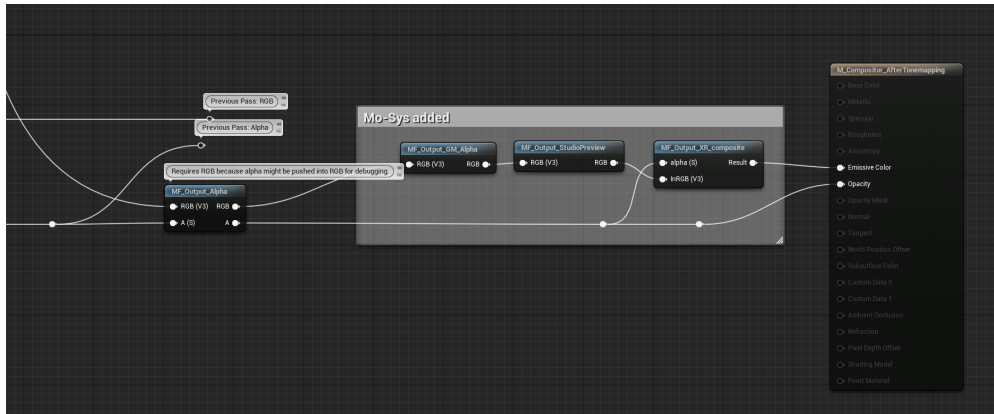 M_Compositor_AfterTonemapping
Base Color
Metallic
Specular
Roughness
Anisotropy
Emissive Color
Opacity
Opacity Mask
Normal
Tangent
World Position Offset
Subsurface Color
Custom Data 0
Custom Data 1
Ambient Occlusion
Refraction
Pixel Depth Offset
Shading Model
Front Material
Previous Pass: RGB
Previous Pass: Alpha
Requires RGB because alpha might be pushed into RGB for debugging.
MF_Output_Alpha
RGB (V3) RGB
A (S) A
Mo-Sys added
MF_Output_GM_Alpha
RGB (V3) RGB
MF_Output_StudioPreview
RGB (V3) RGB
MF_Output_XR_composite
alpha (S) Result
inRGB (V3)